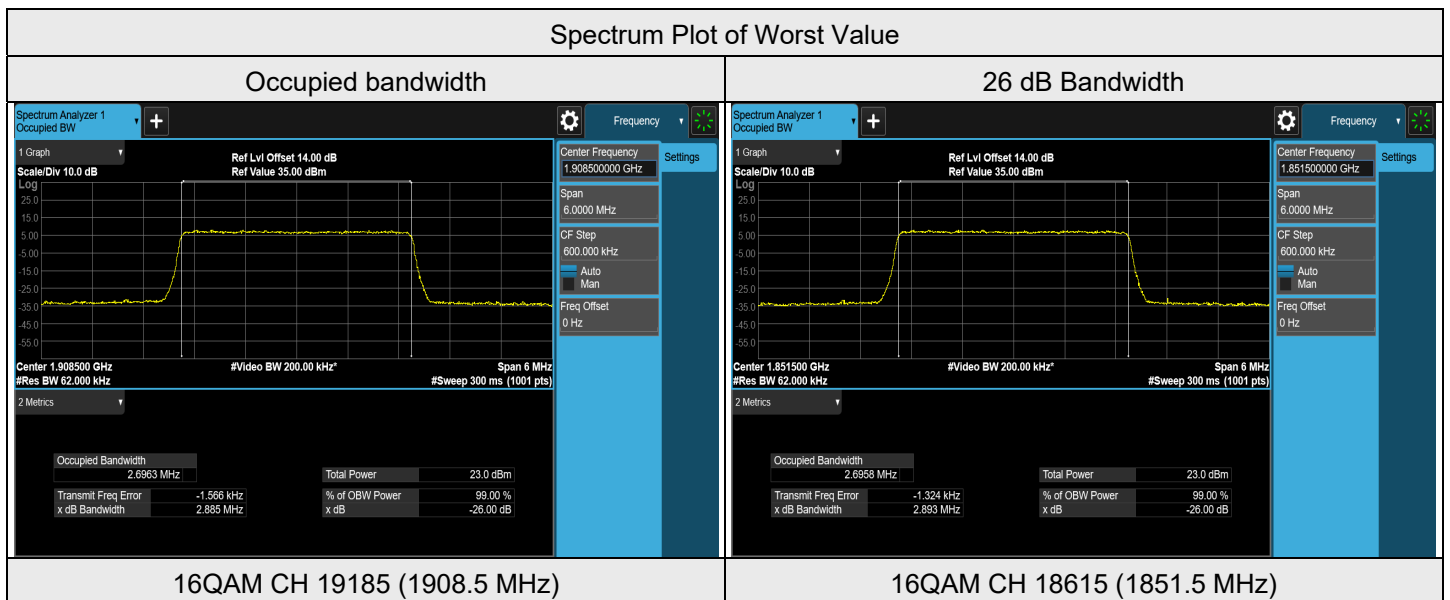 Spectrum Plot of Worst Value
Occupied bandwidth
26 dB Bandwidth
Spectrum Analyzer 1
Occupied BW
+
Frequency
1 Graph
Scale/Div 10.0 dB
Ref Lvl Offset 14.00 dB
Ref Value 35.00 dBm
Log
25.0
15.0
5.00
-5.00
-15.0
-25.0
-35.0
-45.0
-55.0
Center 1.908500 GHz
#Video BW 200.00 kHz*
Span 6 MHz
#Res BW 62.000 kHz
#Sweep 300 ms (1001 pts)
Center Frequency
1.908500000 GHz
Settings
Span
6.0000 MHz
CF Step
600.000 kHz
Auto
Man
Freq Offset
0 Hz
2 Metrics
Occupied Bandwidth
2.6963 MHz
Total Power 23.0 dBm
Transmit Freq Error -1.566 kHz
% of OBW Power 99.00 %
x dB Bandwidth 2.885 MHz
x dB -26.00 dB
Spectrum Analyzer 1
Occupied BW
+
Frequency
1 Graph
Scale/Div 10.0 dB
Ref Lvl Offset 14.00 dB
Ref Value 35.00 dBm
Log
25.0
15.0
5.00
-5.00
-15.0
-25.0
-35.0
-45.0
-55.0
Center 1.851500 GHz
#Video BW 200.00 kHz*
Span 6 MHz
#Res BW 62.000 kHz
#Sweep 300 ms (1001 pts)
Center Frequency
1.851500000 GHz
Settings
Span
6.0000 MHz
CF Step
600.000 kHz
Auto
Man
Freq Offset
0 Hz
2 Metrics
Occupied Bandwidth
2.6958 MHz
Total Power 23.0 dBm
Transmit Freq Error -1.324 kHz
% of OBW Power 99.00 %
x dB Bandwidth 2.893 MHz
x dB -26.00 dB
16QAM CH 19185 (1908.5 MHz)
16QAM CH 18615 (1851.5 MHz)